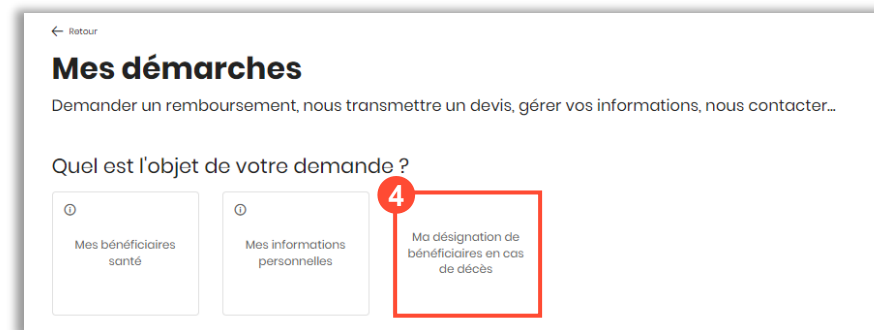 ← Retour
Mes démarches
Demander un remboursement, nous transmettre un devis, gérer vos informations, nous contacter...
Quel est l'objet de votre demande ?
4
Mes bénéficiaires
santé
Mes informations
personnelles
Ma désignation de
bénéficiaires en cas
de décès